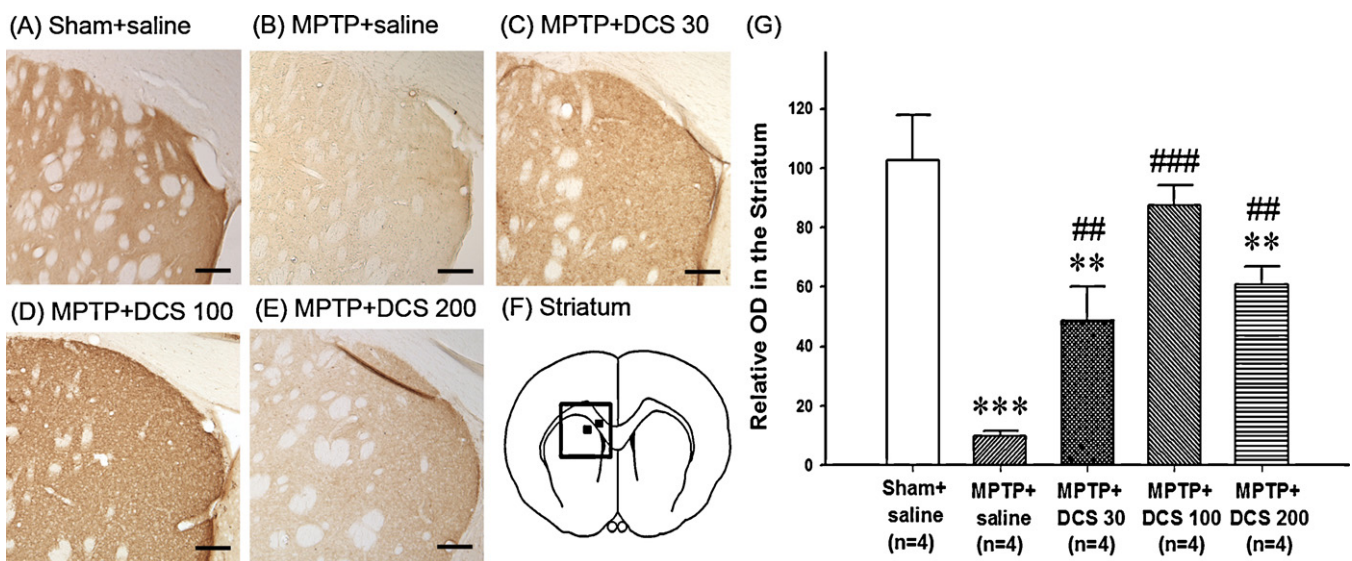 (A) Sham+saline
(B) MPTP+saline
(C) MPTP+DCS 30
(D) MPTP+DCS 100
(E) MPTP+DCS 200
(F) Striatum
(G)
Relative OD in the Striatum
120
100
80
60
40
20
0
***
##
**
###
##
**
Sham+
saline
(n=4)
MPTP+
saline
(n=4)
MPTP+
DCS 30
(n=4)
MPTP+
DCS 100
(n=4)
MPTP+
DCS 200
(n=4)